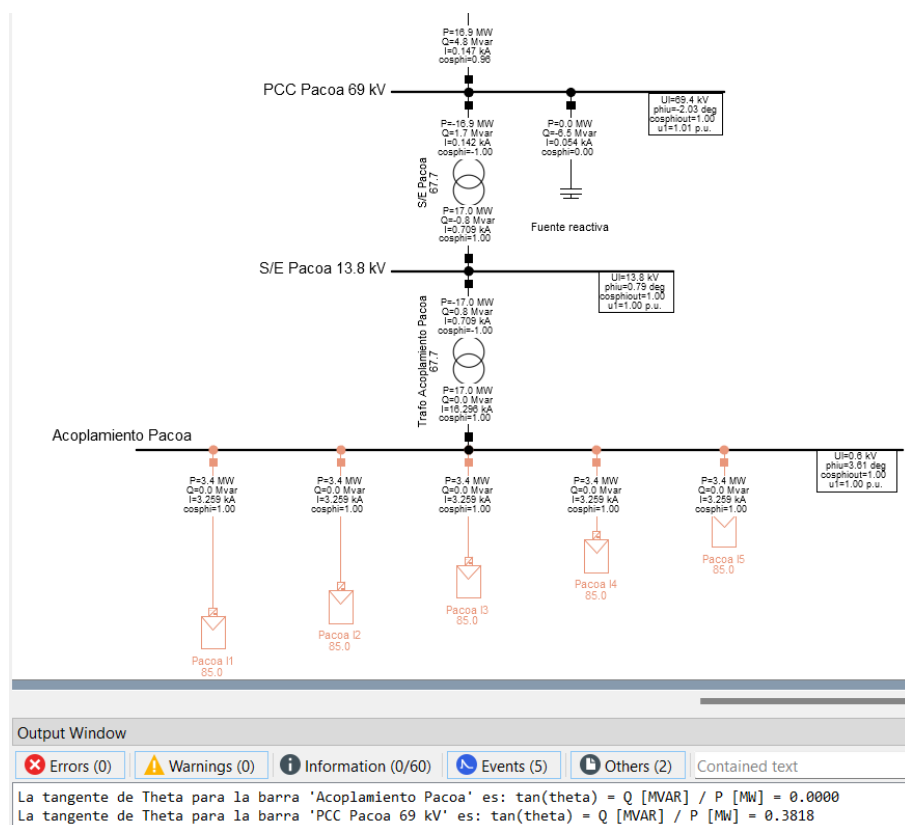 P=16.9 MW
Q=4.8 Mvar
I=0.147 kA
cosphi=0.96
PCC Pacoa 69 kV
Ul=69.4 kV
phiu=-2.03 deg
cosphiout=1.00
u1=1.01 p.u.
P=-16.9 MW
Q=1.7 Mvar
I=0.142 kA
cosphi=-1.00
P=0.0 MW
Q=-6.5 Mvar
I=0.054 kA
cosphi=0.00
S/E Pacoa
67.7
Fuente reactiva
P=17.0 MW
Q=-0.8 Mvar
I=0.709 kA
cosphi=1.00
S/E Pacoa 13.8 kV
Ul=13.8 kV
phiu=0.79 deg
cosphiout=1.00
u1=1.00 p.u.
P=-17.0 MW
Q=0.8 Mvar
I=0.709 kA
cosphi=-1.00
Trafo Acoplamiento Pacoa
67.7
P=17.0 MW
Q=0.0 Mvar
I=16.296 kA
cosphi=1.00
Acoplamiento Pacoa
Ul=0.6 kV
phiu=3.61 deg
cosphiout=1.00
u1=1.00 p.u.
P=3.4 MW
Q=0.0 Mvar
I=3.259 kA
cosphi=1.00
P=3.4 MW
Q=0.0 Mvar
I=3.259 kA
cosphi=1.00
P=3.4 MW
Q=0.0 Mvar
I=3.259 kA
cosphi=1.00
P=3.4 MW
Q=0.0 Mvar
I=3.259 kA
cosphi=1.00
P=3.4 MW
Q=0.0 Mvar
I=3.259 kA
cosphi=1.00
Pacoa I1
85.0
Pacoa I2
85.0
Pacoa I3
85.0
Pacoa I4
85.0
Pacoa I5
85.0
Output Window
Errors (0)
Warnings (0)
Information (0/60)
Events (5)
Others (2)
Contained text
La tangente de Theta para la barra 'Acoplamiento Pacoa' es: tan(theta) = Q [MVAR] / P [MW] = 0.0000
La tangente de Theta para la barra 'PCC Pacoa 69 kV' es: tan(theta) = Q [MVAR] / P [MW] = 0.3818